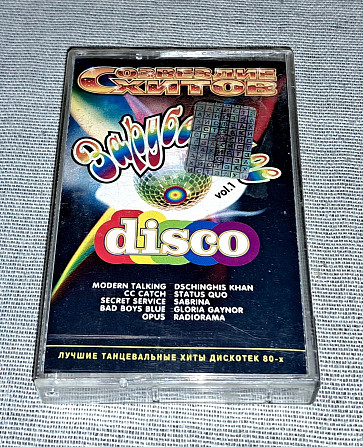 СОЗВЕЗДИЕ
ХИТОВ
vol.1
disco
MODERN TALKING DSCHINGHIS KHAN
CC CATCH STATUS QUO
SECRET SERVICE SABRINA
BAD BOYS BLUE GLORIA GAYNOR
OPUS RADIORAMA
ЛУЧШИЕ ТАНЦЕВАЛЬНЫЕ ХИТЫ ДИСКОТЕК 80-х